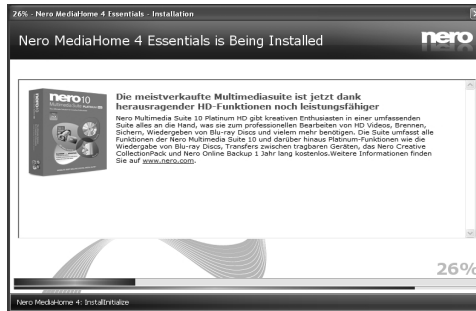 26% - Nero MediaHome 4 Essentials - Installation
Nero MediaHome 4 Essentials is Being Installed
nero
nero 10
Die meistverkaufte Multimediasuite ist jetzt dank
herausragender HD-Funktionen noch leistungsfähiger
Nero Multimedia Suite 10 Platinum HD gibt kreativen Enthusiasten in einer umfassenden
Suite alles an die Hand, was sie zum professionellen Bearbeiten von HD Videos, Brennen,
Sichern, Wiedergeben von Blu-ray Discs und vielem mehr benötigen. Die Suite umfasst alle
Funktionen der Nero Multimedia Suite 10 und darüber hinaus Platinum-Funktionen wie die
Wiedergabe von Blu-ray Discs, Transfers zwischen tragbaren Geräten, das Nero Creative
CollectionPack und Nero Online Backup 1 Jahr lang kostenlos.Weitere Informationen finden
Sie auf www.nero.com.
26%
Nero MediaHome 4: InstallInitialize